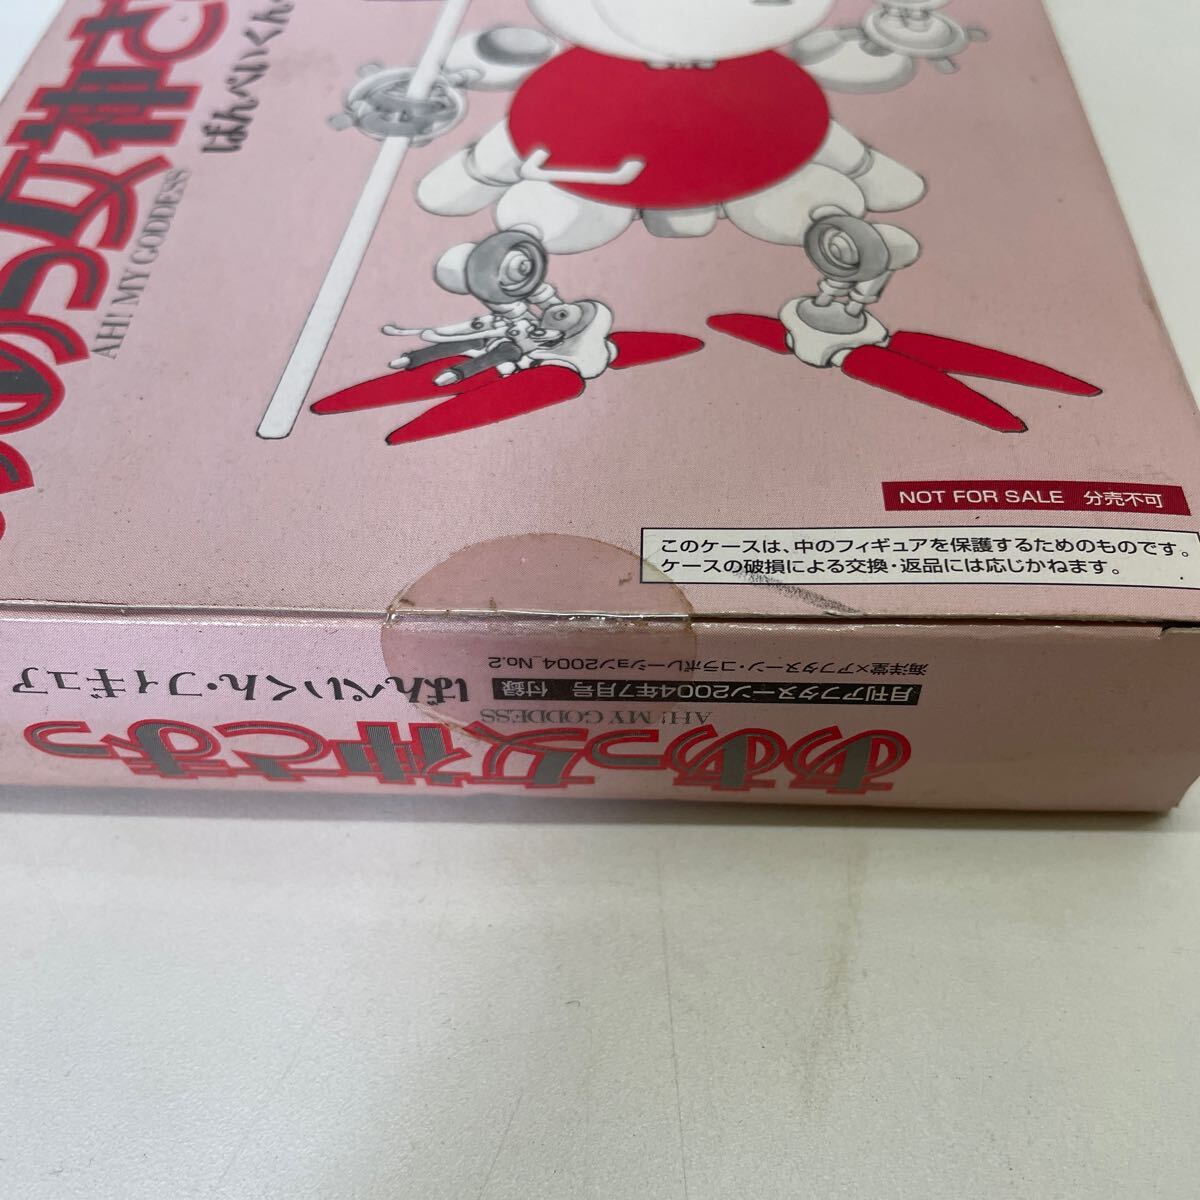 あっ女神さ
AH! MY GODDESS
ばんぺいくん
NOT FOR SALE 分売不可
このケースは、中のフィギュアを保護するためのものです。
ケースの破損による交換・返品には応じかねます。
ああっ女神さまっ
AH! MY GODDESS
月刊アフタヌーン2004年7月号 付録
ばんぺいくん・フィギュア
海洋堂×アフタヌーン・コラボレーション2004_No.2